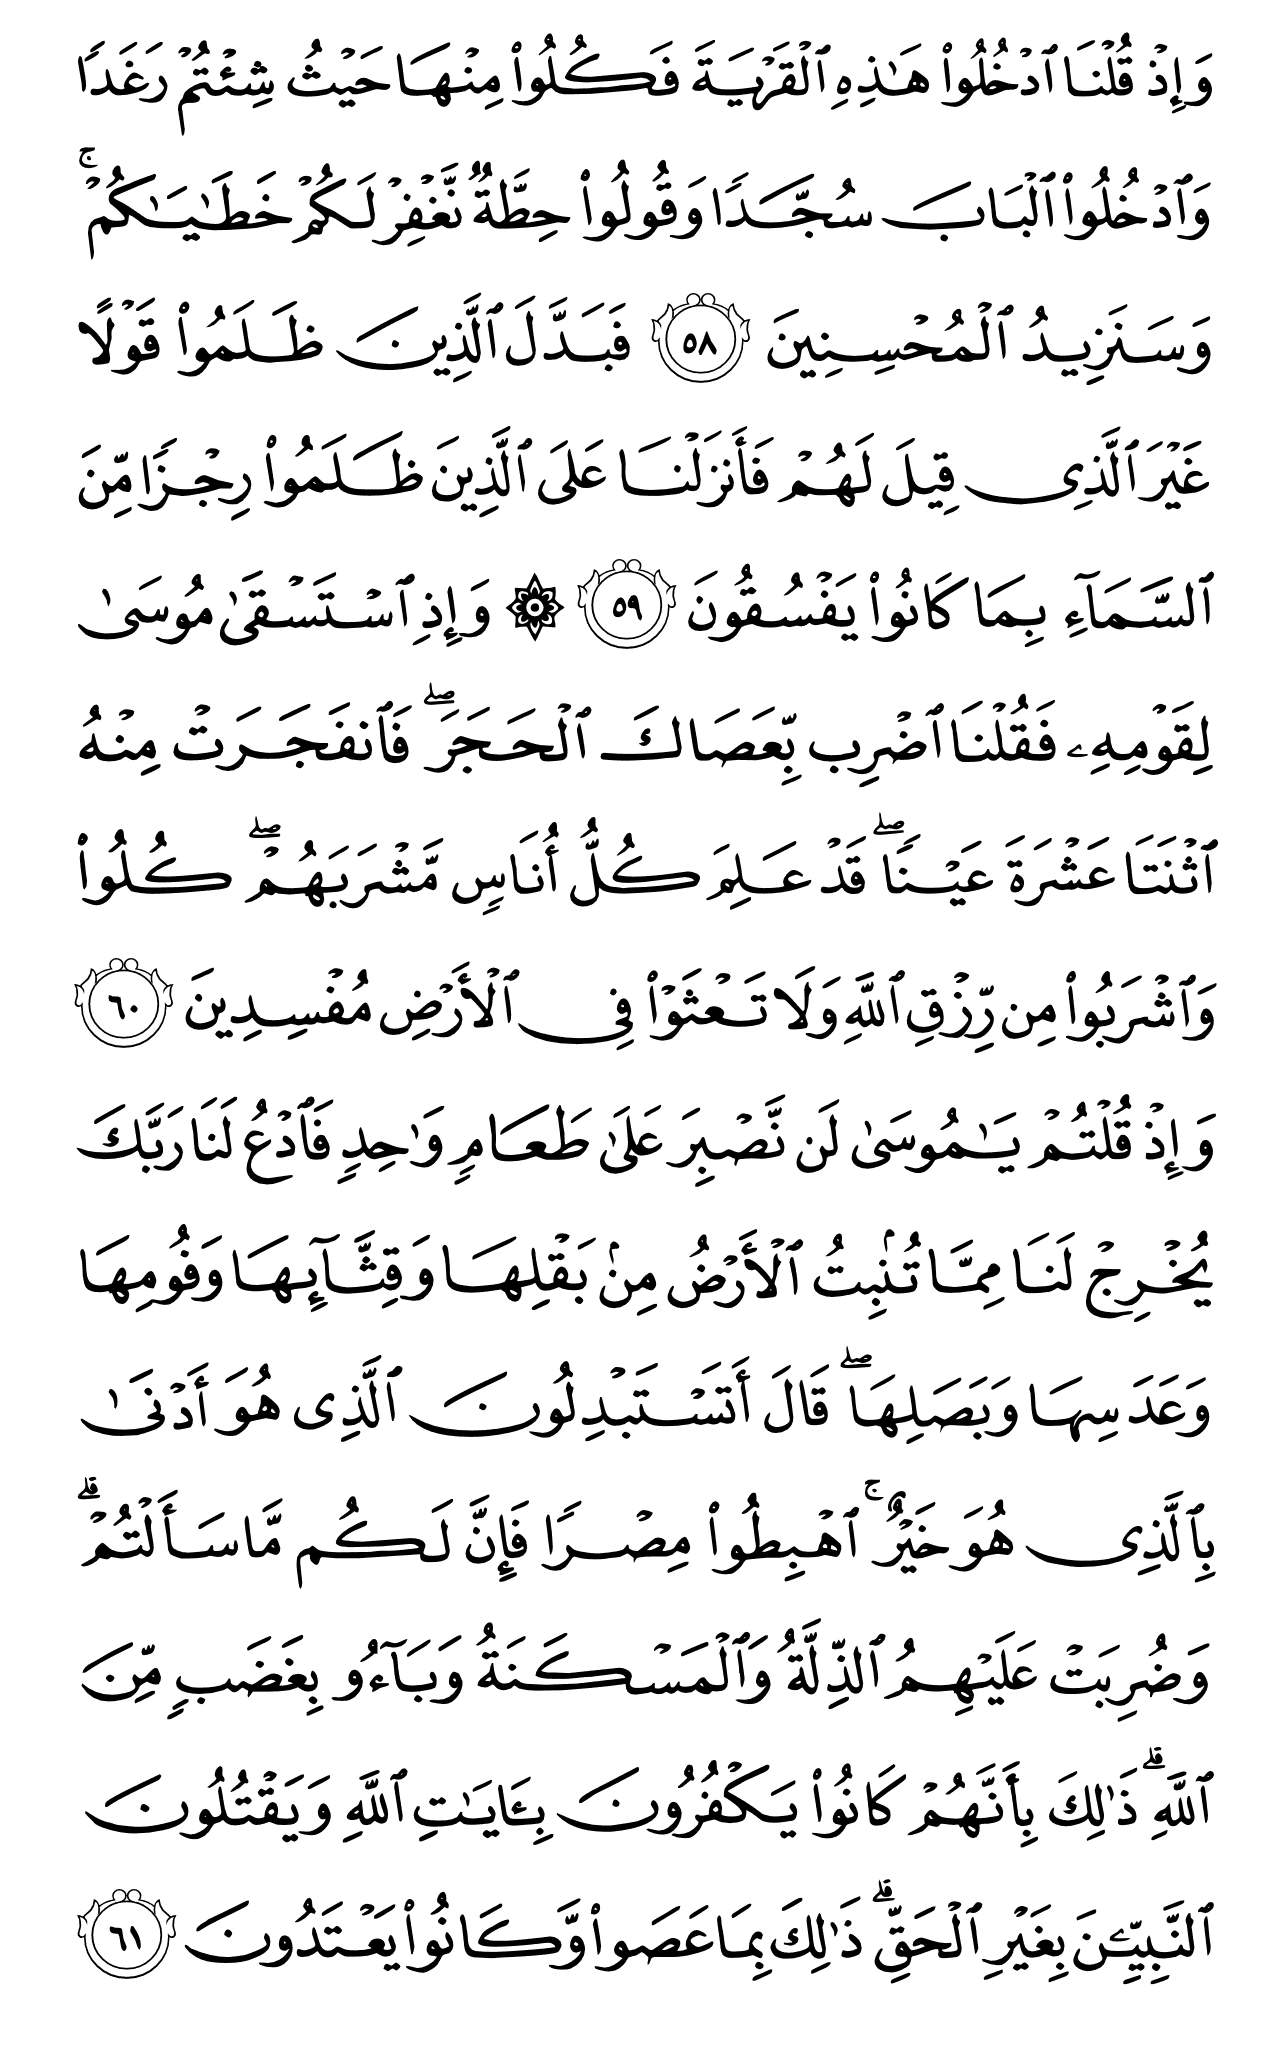 وَإِذْ قُلْنَا ٱدْخُلُوا۟ هَـٰذِهِ ٱلْقَرْيَةَ فَكُلُوا۟ مِنْهَا حَيْثُ شِئْتُمْ رَغَدًا
وَٱدْخُلُوا۟ ٱلْبَابَ سُجَّدًا وَقُولُوا۟ حِطَّةٌ نَّغْفِرْ لَكُمْ خَطَـٰيَـٰكُمْ ۚ
وَسَنَزِيدُ ٱلْمُحْسِنِينَ ٥٨ فَبَدَّلَ ٱلَّذِينَ ظَلَمُوا۟ قَوْلًا
غَيْرَ ٱلَّذِى قِيلَ لَهُمْ فَأَنزَلْنَا عَلَى ٱلَّذِينَ ظَلَمُوا۟ رِجْزًا مِّنَ
ٱلسَّمَآءِ بِمَا كَانُوا۟ يَفْسُقُونَ ٥٩ ۞ وَإِذِ ٱسْتَسْقَىٰ مُوسَىٰ
لِقَوْمِهِۦ فَقُلْنَا ٱضْرِب بِّعَصَاكَ ٱلْحَجَرَ ۖ فَٱنفَجَرَتْ مِنْهُ
ٱثْنَتَا عَشْرَةَ عَيْنًا ۖ قَدْ عَلِمَ كُلُّ أُنَاسٍ مَّشْرَبَهُمْ ۖ كُلُوا۟
وَٱشْرَبُوا۟ مِن رِّزْقِ ٱللَّهِ وَلَا تَعْثَوْا۟ فِى ٱلْأَرْضِ مُفْسِدِينَ ٦٠
وَإِذْ قُلْتُمْ يَـٰمُوسَىٰ لَن نَّصْبِرَ عَلَىٰ طَعَامٍ وَٰحِدٍ فَٱدْعُ لَنَا رَبَّكَ
يُخْرِجْ لَنَا مِمَّا تُنۢبِتُ ٱلْأَرْضُ مِنۢ بَقْلِهَا وَقِثَّآئِهَا وَفُومِهَا
وَعَدَسِهَا وَبَصَلِهَا ۖ قَالَ أَتَسْتَبْدِلُونَ ٱلَّذِى هُوَ أَدْنَىٰ
بِٱلَّذِى هُوَ خَيْرٌ ۚ ٱهْبِطُوا۟ مِصْرًا فَإِنَّ لَكُم مَّا سَأَلْتُمْ ۗ
وَضُرِبَتْ عَلَيْهِمُ ٱلذِّلَّةُ وَٱلْمَسْكَنَةُ وَبَآءُو بِغَضَبٍ مِّنَ
ٱللَّهِ ۗ ذَٰلِكَ بِأَنَّهُمْ كَانُوا۟ يَكْفُرُونَ بِـَٔايَـٰتِ ٱللَّهِ وَيَقْتُلُونَ
ٱلنَّبِيِّـۧنَ بِغَيْرِ ٱلْحَقِّ ۗ ذَٰلِكَ بِمَا عَصَوا۟ وَّكَانُوا۟ يَعْتَدُونَ ٦١